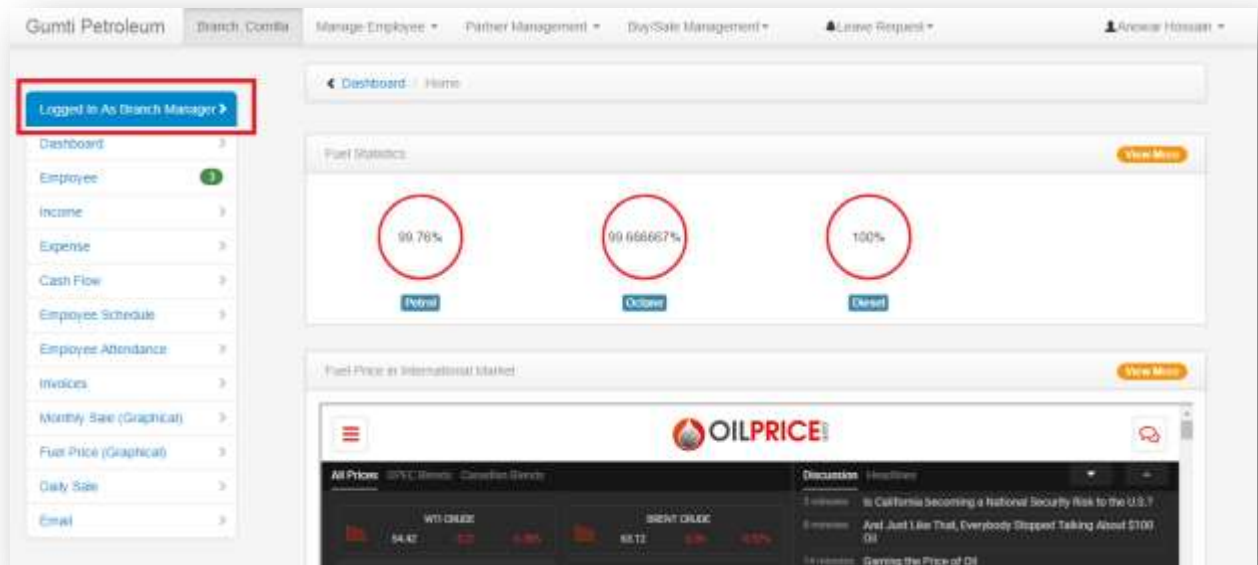 Gumti Petroleum
Branch, Comilla
Manage Employee
Partner Management
Buy/Sale Management
Leave Request
Anowar Hossain
Logged In As Branch Manager
Dashboard
Employee 3
Income
Expense
Cash Flow
Employee Schedule
Employee Attendance
Invoices
Monthly Sale (Graphical)
Fuel Price (Graphical)
Daily Sale
Email
Dashboard / Home
Fuel Statistics
View More
99.76%
99.666667%
100%
Petrol
Octane
Diesel
Fuel Price in International Market
View More
OILPRICE
All Prices OPEC Blends Canadian Blends
WTI CRUDE
54.42
BRENT CRUDE
Discussion Headlines
Is California becoming a National Security Risk to the U.S.?
And Just Like That, Everybody Stopped Talking About $100
Oil
Gaming the Price of Oil